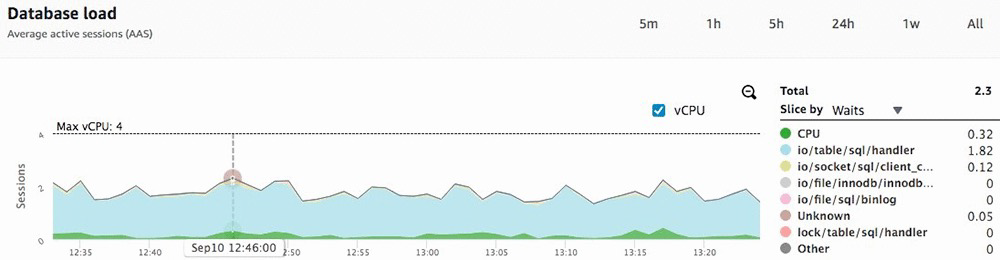 Database load
Average active sessions (AAS)
5m 1h 5h 24h 1w All
vCPU
Max vCPU: 4
Sessions
4
2
0
12:35 12:40 2:50 12:55 13:00 13:05 13:10 13:15 13:20
Sep10 12:46:00
Total 2.3
Slice by Waits
CPU 0.32
io/table/sql/handler 1.82
io/socket/sql/client_c... 0.12
io/file/innodb/innodb... 0
io/file/sql/binlog 0
Unknown 0.05
lock/table/sql/handler 0
Other 0